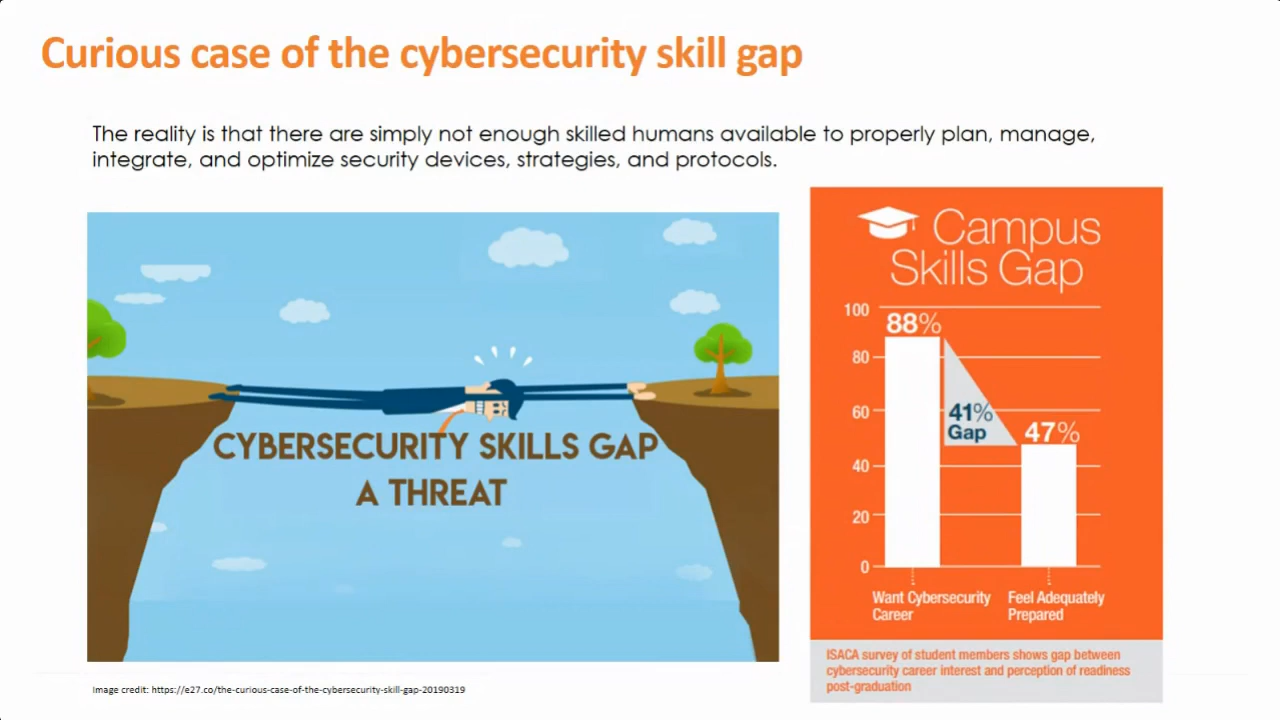 Curious case of the cybersecurity skill gap
The reality is that there are simply not enough skilled humans available to properly plan, manage,
integrate, and optimize security devices, strategies, and protocols.
CYBERSECURITY SKILLS GAP
A THREAT
Image credit: https://e27.co/the-curious-case-of-the-cybersecurity-skill-gap-20190319
Campus
Skills Gap
100
88%
80
60
41%
Gap
47%
40
20
0
Want Cybersecurity
Career
Feel Adequately
Prepared
ISACA survey of student members shows gap between
cybersecurity career interest and perception of readiness
post-graduation